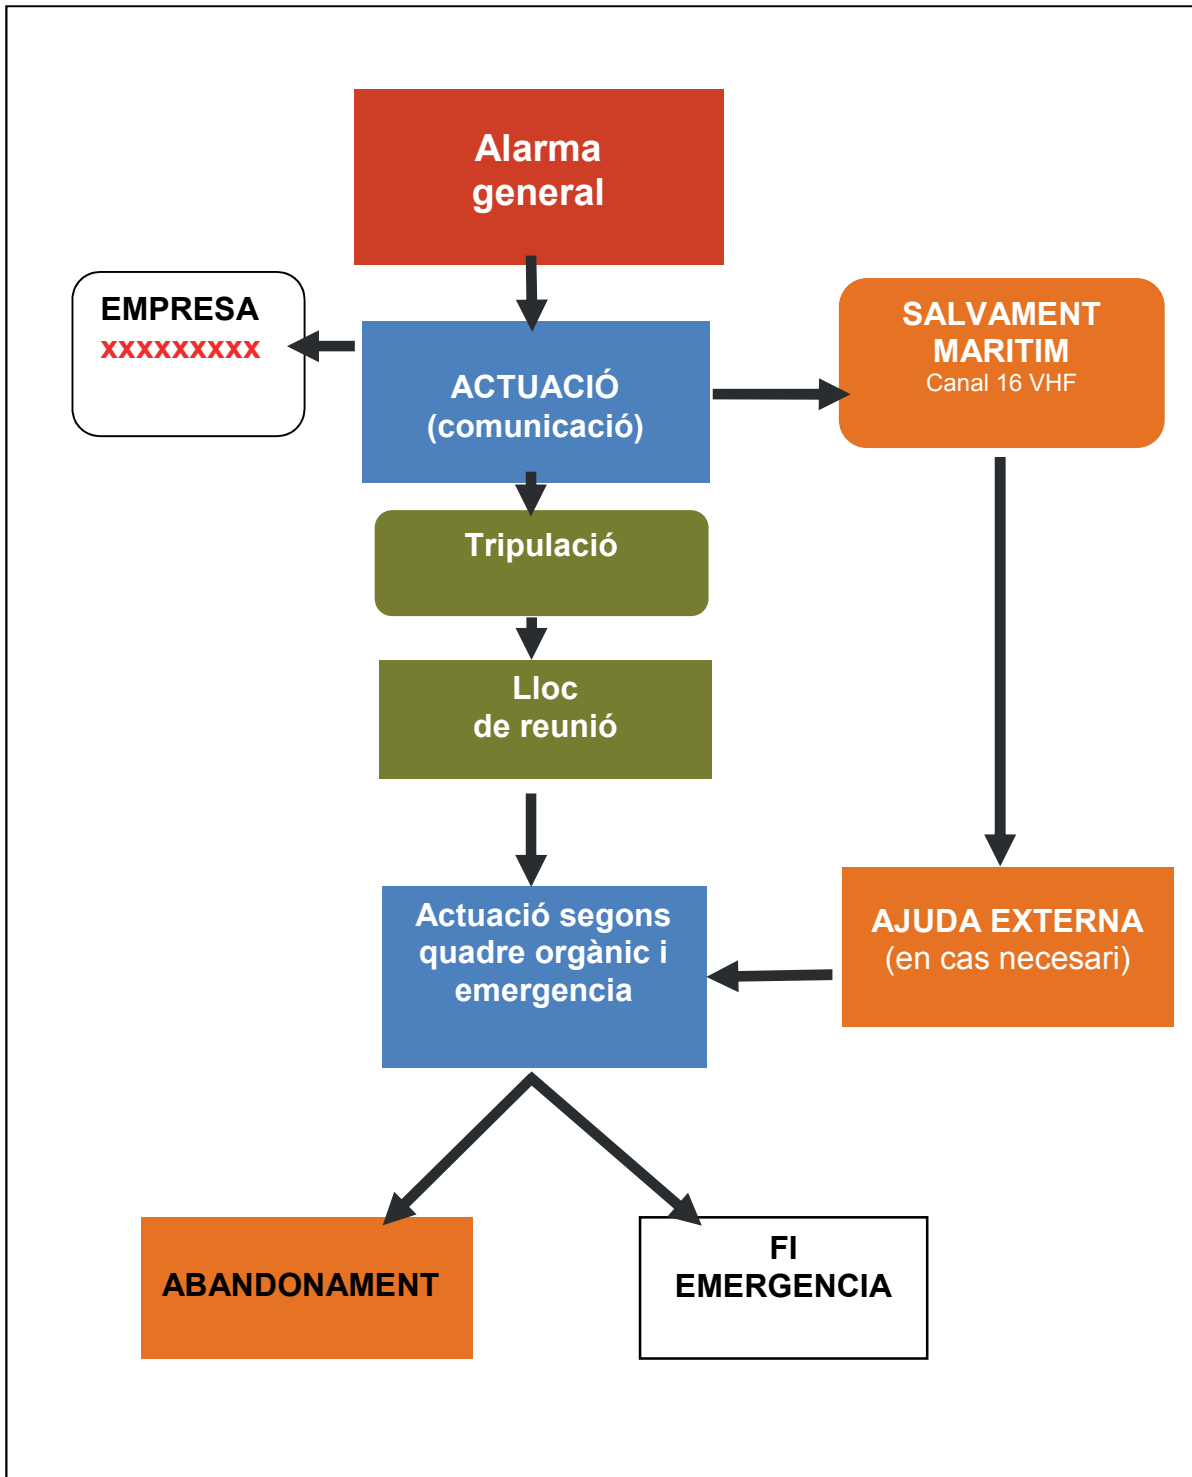 Alarma
general
EMPRESA
xxxxxxxxx
SALVAMENT
MARITIM
Canal 16 VHF
ACTUACIÓ
(comunicació)
Tripulació
Lloc
de reunió
Actuació segons
quadre orgànic i
emergencia
AJUDA EXTERNA
(en cas necesari)
ABANDONAMENT
FI
EMERGENCIA